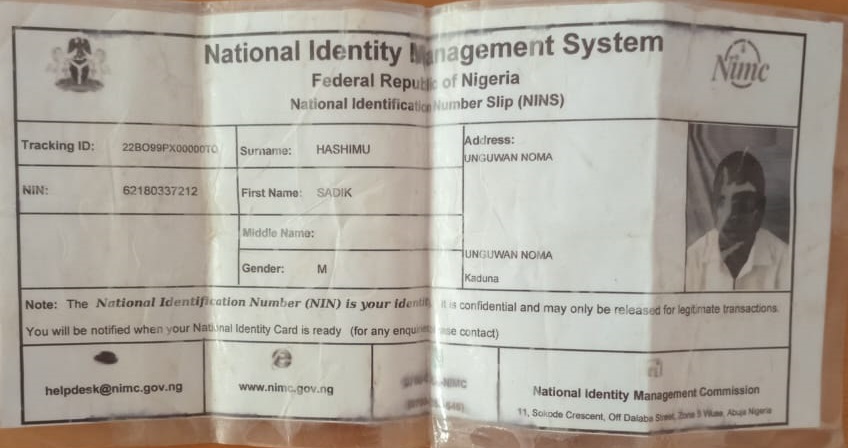 National Identity Management System
Federal Republic of Nigeria
National Identification Number Slip (NINS)
Nimc
Tracking ID: 22BO99PX00000TO
Surname: HASHIMU
Address:
UNGUWAN NOMA
NIN: 62180337212
First Name: SADIK
Middle Name:
UNGUWAN NOMA
Gender: M
Kaduna
Note: The National Identification Number (NIN) is your identity. It is confidential and may only be released for legitimate transactions.
You will be notified when your National Identity Card is ready (for any enquiries please contact)
helpdesk@nimc.gov.ng
www.nimc.gov.ng
-NIMC
National Identity Management Commission
11, Sokode Crescent, Off Dalaba Street, Zone 5 Wuse, Abuja Nigeria